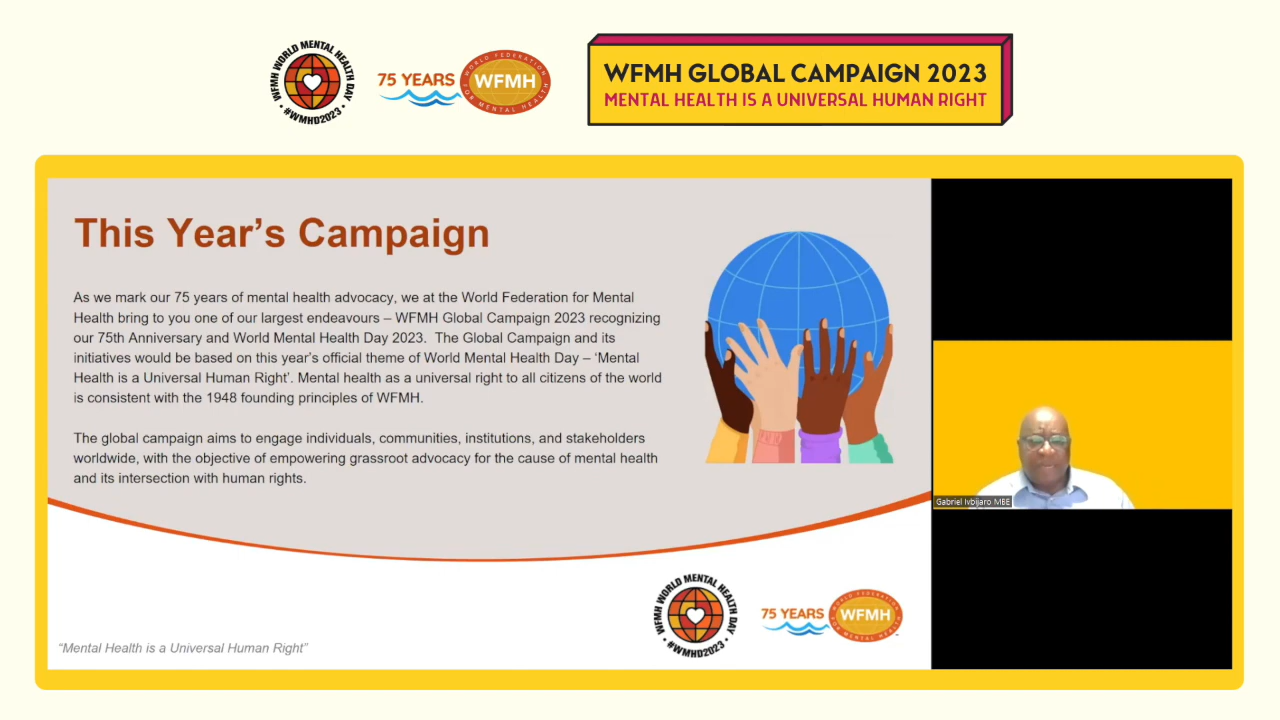 WFMH WORLD MENTAL HEALTH DAY
#WMHD2023
75 YEARS
WORLD FEDERATION
WFMH
FOR MENTAL HEALTH
WFMH GLOBAL CAMPAIGN 2023
MENTAL HEALTH IS A UNIVERSAL HUMAN RIGHT
This Year’s Campaign
As we mark our 75 years of mental health advocacy, we at the World Federation for Mental
Health bring to you one of our largest endeavours – WFMH Global Campaign 2023 recognizing
our 75th Anniversary and World Mental Health Day 2023.  The Global Campaign and its
initiatives would be based on this year’s official theme of World Mental Health Day – ‘Mental
Health is a Universal Human Right’. Mental health as a universal right to all citizens of the world
is consistent with the 1948 founding principles of WFMH.
The global campaign aims to engage individuals, communities, institutions, and stakeholders
worldwide, with the objective of empowering grassroot advocacy for the cause of mental health
and its intersection with human rights.
Gabriel Ivbijaro MBE
WFMH WORLD MENTAL HEALTH DAY
#WMHD2023
75 YEARS
WORLD FEDERATION
WFMH
FOR MENTAL HEALTH
“Mental Health is a Universal Human Right”